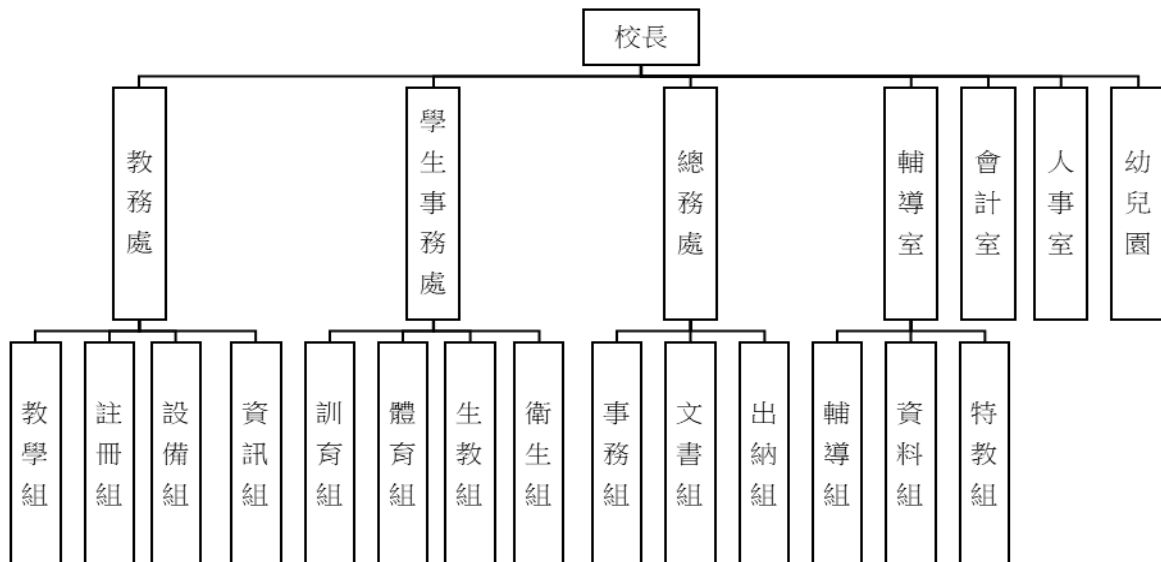 校長
教務處
學生事務處
總務處
輔導室
會計室
人事室
幼兒園
教學組
註冊組
設備組
資訊組
訓育組
體育組
生教組
衛生組
事務組
文書組
出納組
輔導組
資料組
特教組